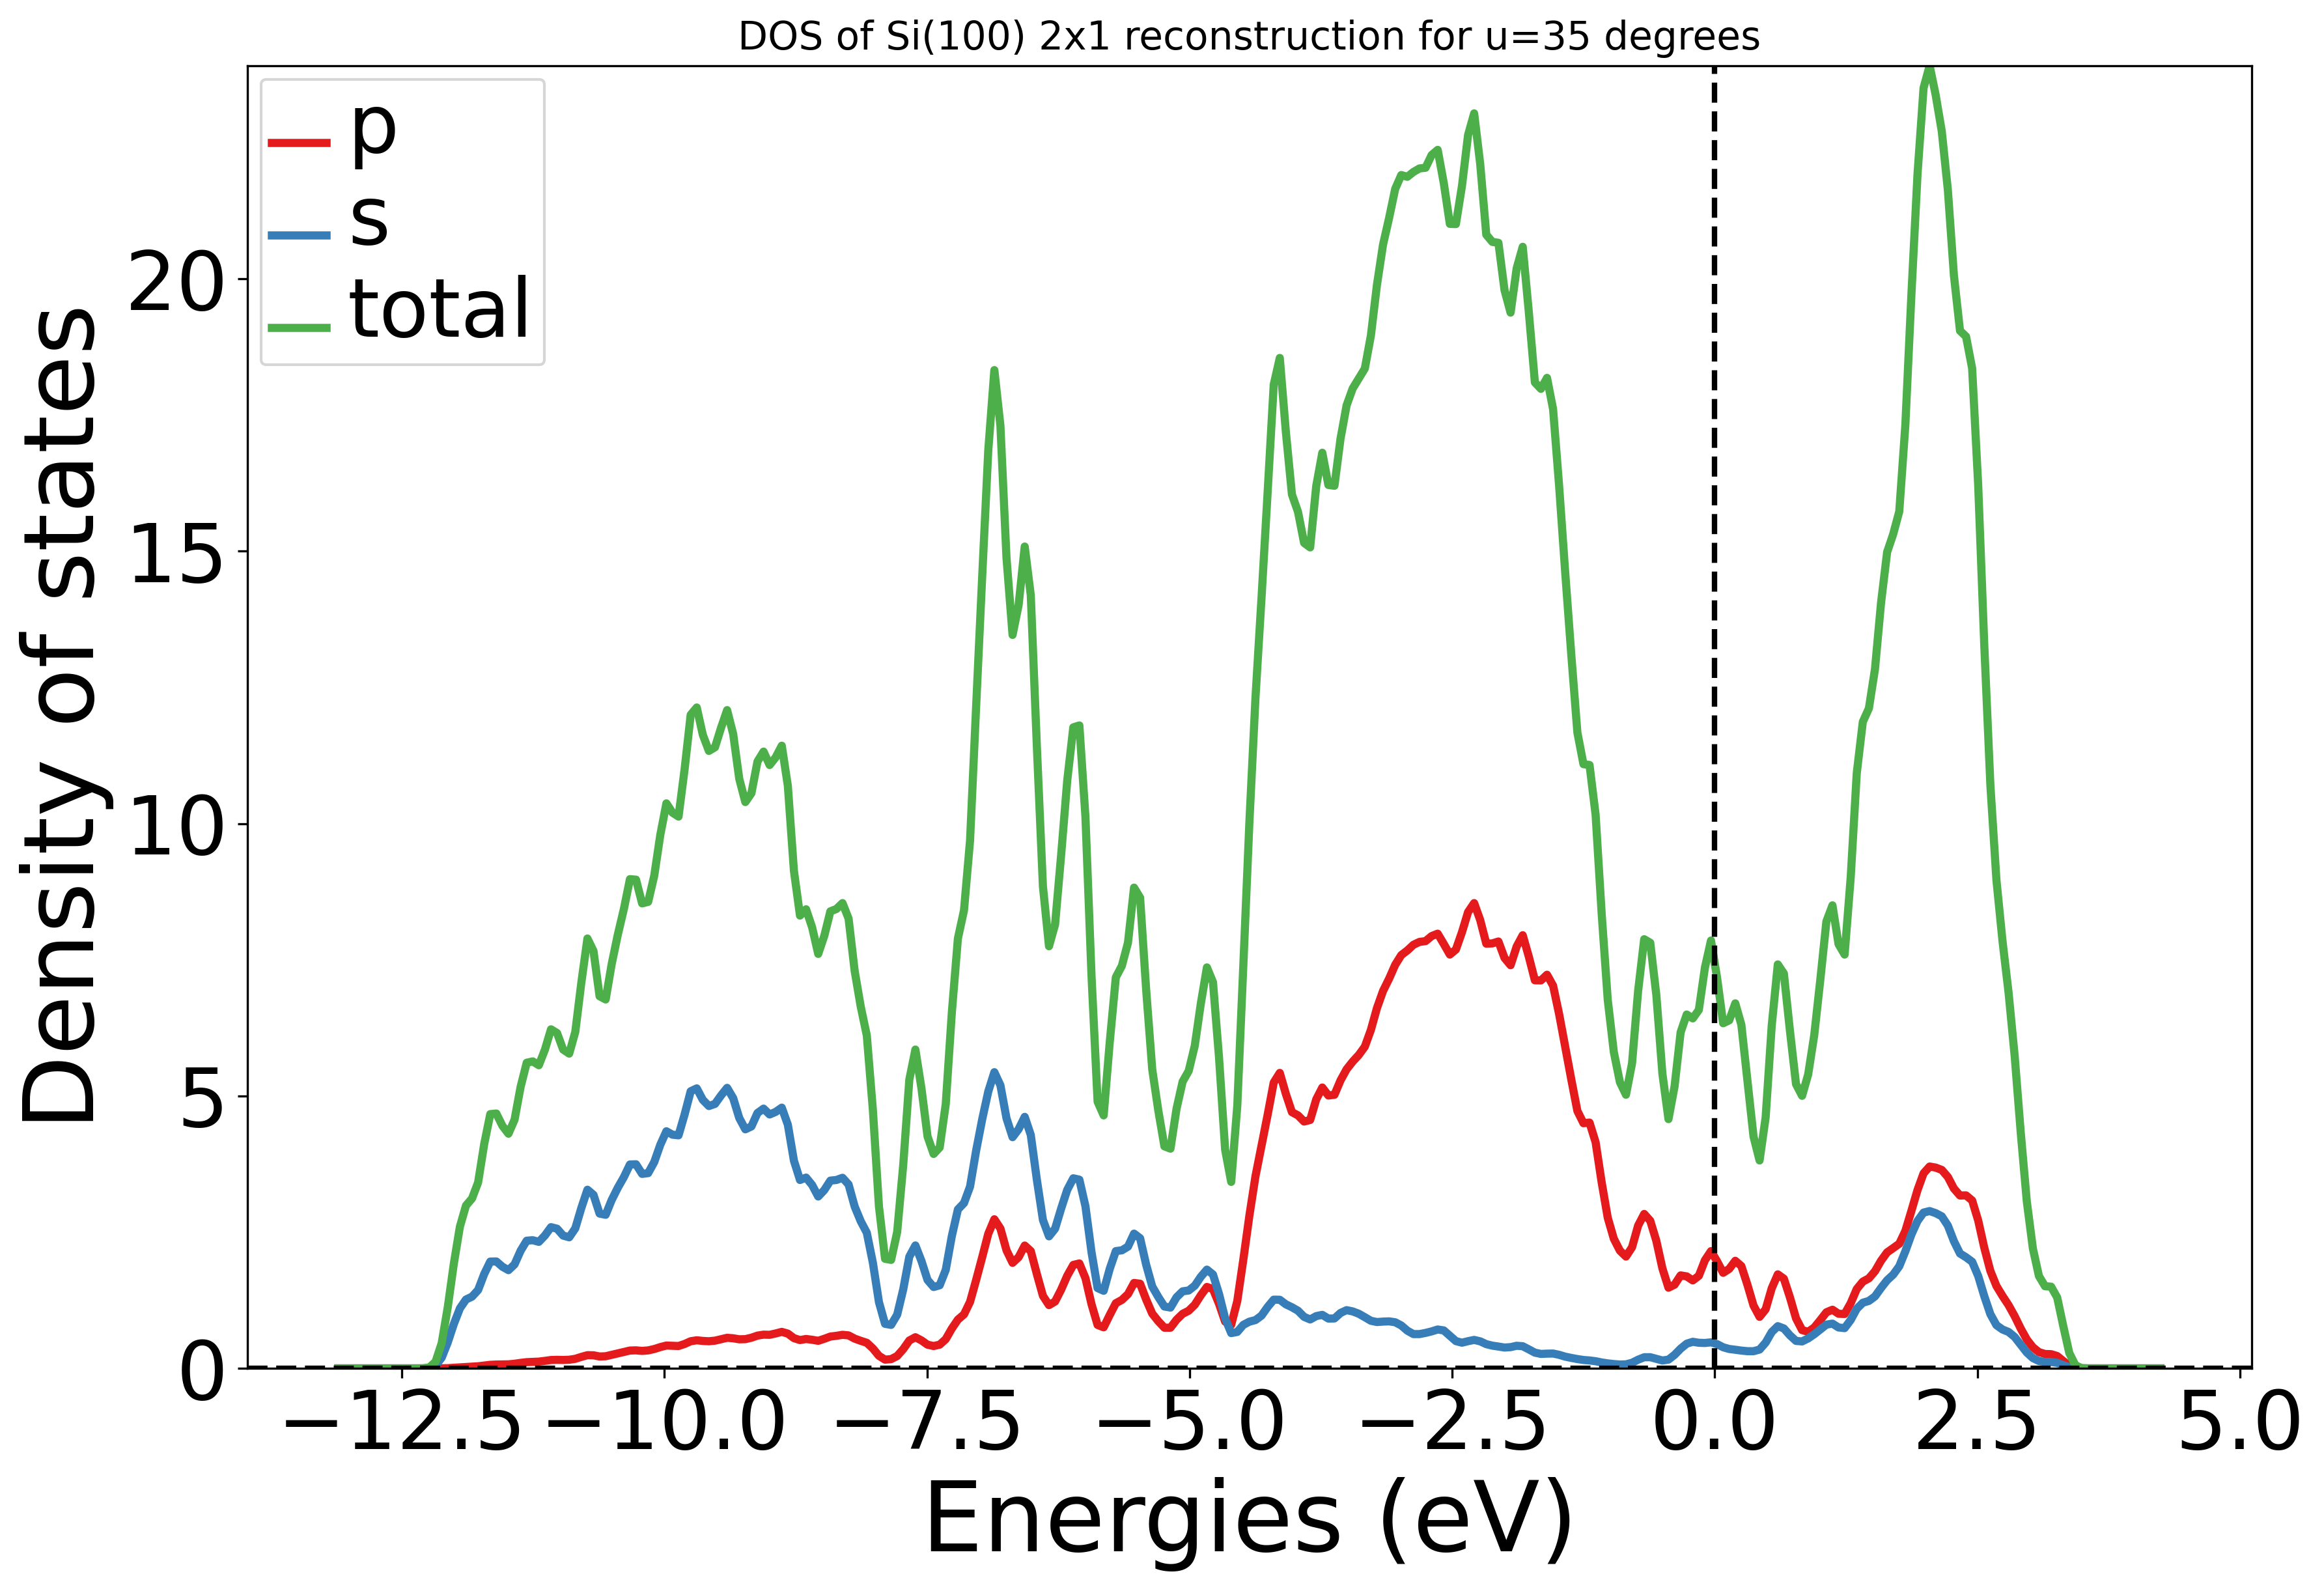 DOS of Si(100) 2x1 reconstruction for u=35 degrees
p
s
total
20
15
10
5
0
Density of states
−12.5 −10.0 −7.5 −5.0 −2.5 0.0 2.5 5.0
Energies (eV)